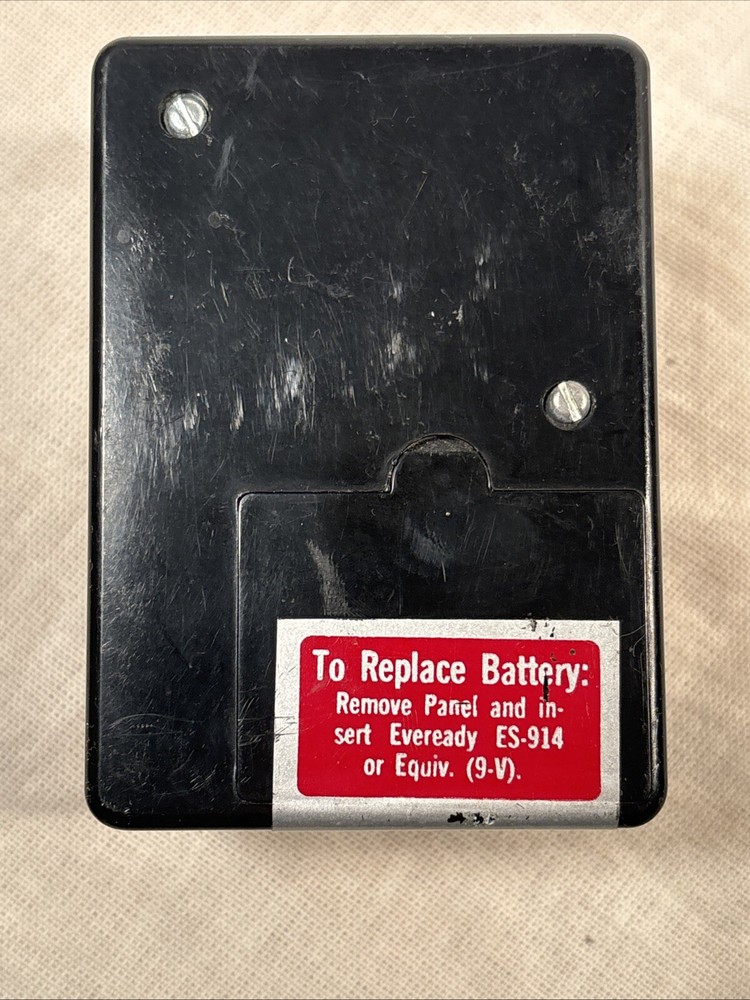 To Replace Battery:
Remove Panel and in-
sert Eveready ES-914
or Equiv. (9-V).